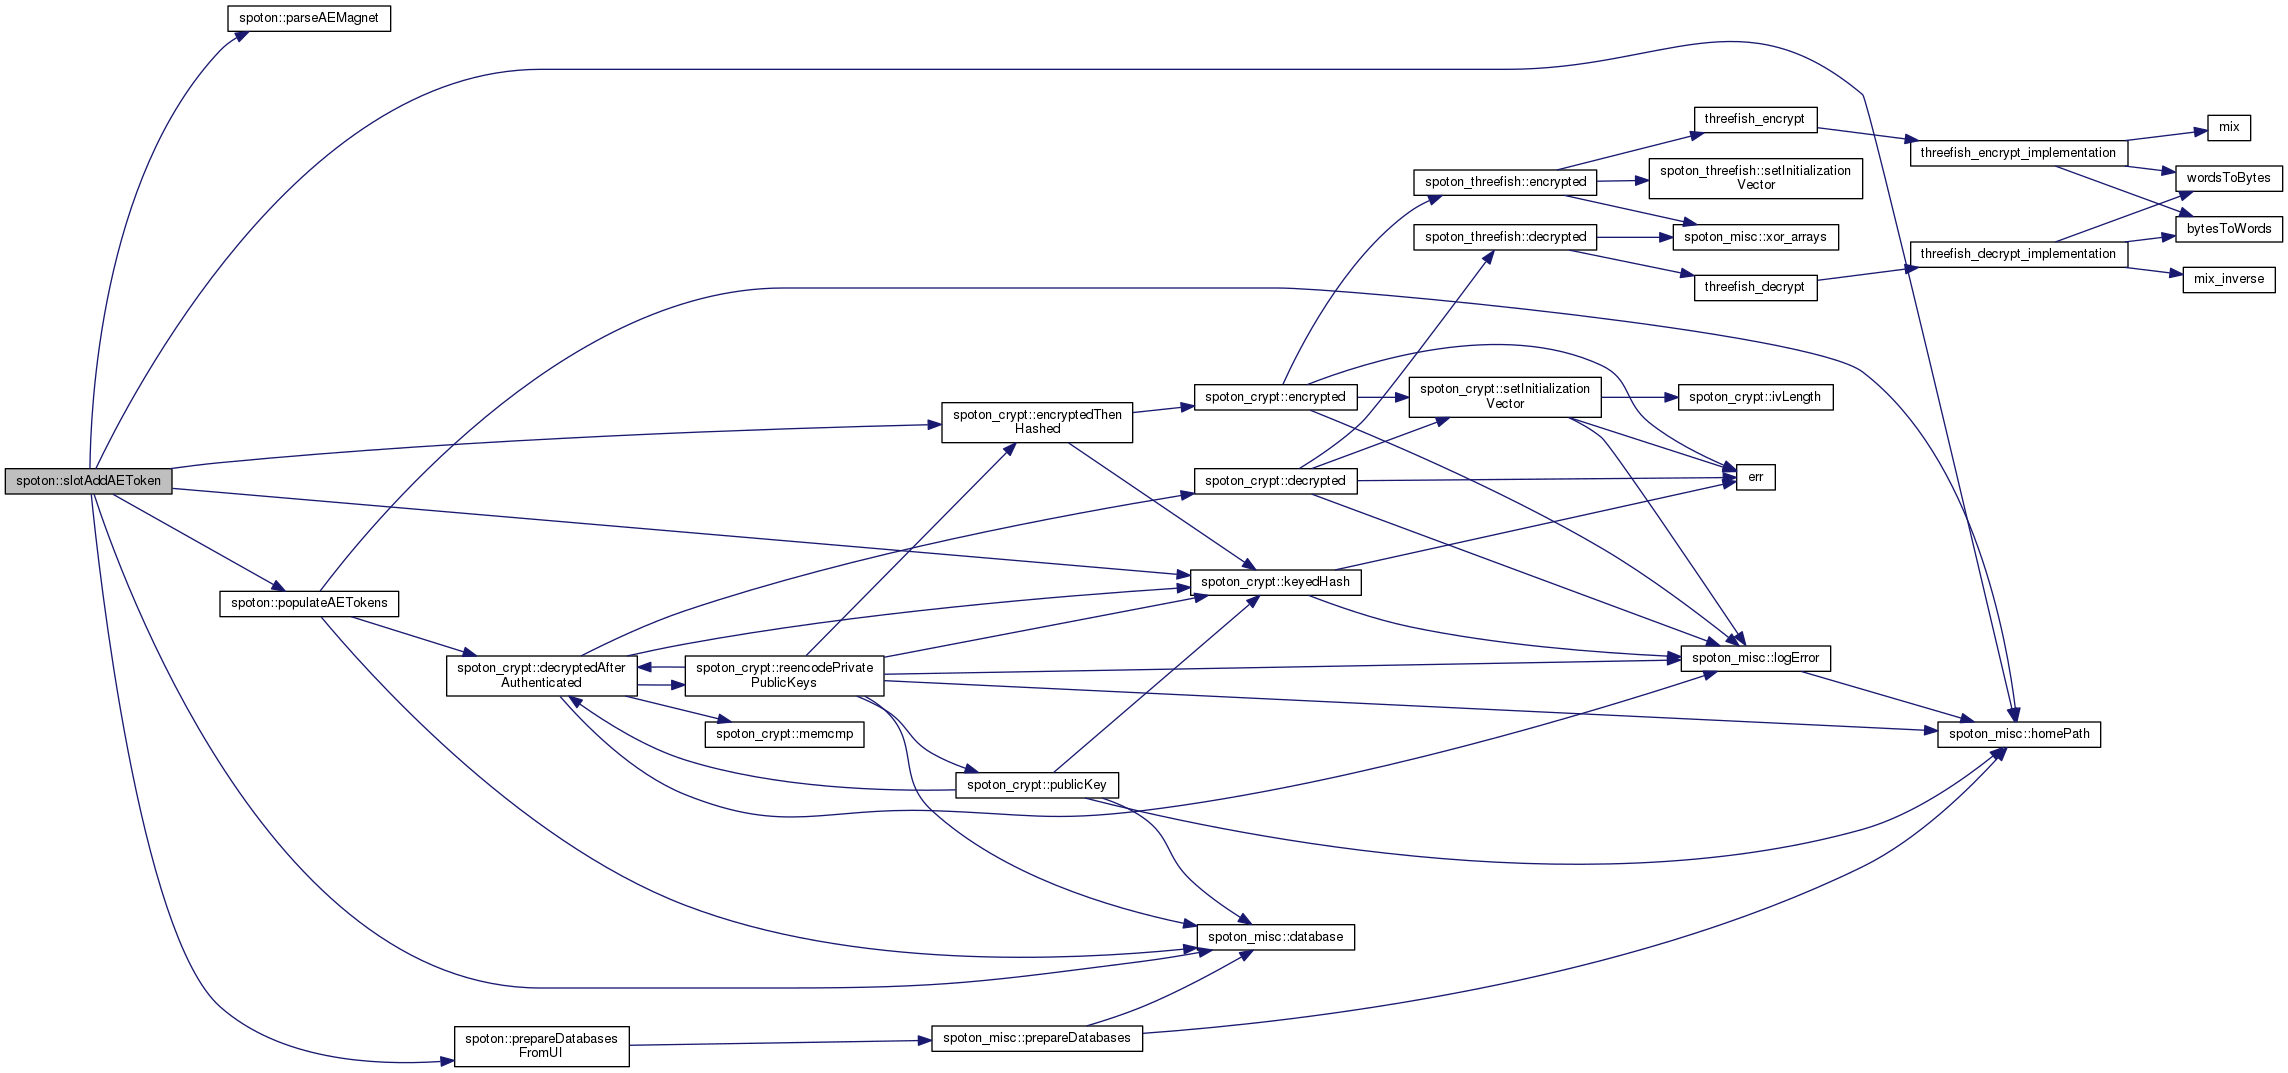 spoton::parseAEMagnet
threefish_encrypt
mix
threefish_encrypt_implementation
spoton_threefish::setInitialization
Vector
wordsToBytes
spoton_threefish::encrypted
bytesToWords
spoton_threefish::decrypted
spoton_misc::xor_arrays
threefish_decrypt_implementation
mix_inverse
threefish_decrypt
spoton_crypt::encrypted
spoton_crypt::setInitialization
Vector
spoton_crypt::ivLength
spoton_crypt::encryptedThen
Hashed
spoton::slotAddAEToken
spoton_crypt::decrypted
err
spoton_crypt::keyedHash
spoton::populateAETokens
spoton_crypt::decryptedAfter
Authenticated
spoton_crypt::reencodePrivate
PublicKeys
spoton_misc::logError
spoton_crypt::memcmp
spoton_misc::homePath
spoton_crypt::publicKey
spoton_misc::database
spoton::prepareDatabases
FromUI
spoton_misc::prepareDatabases